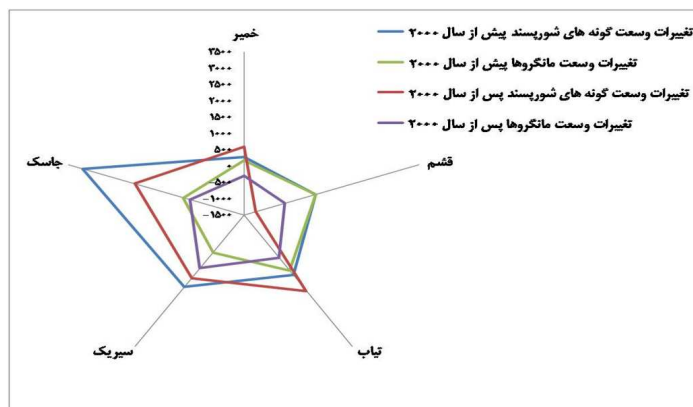 خمیر
تغییرات وسعت گونه های شورپسند پیش از سال ۲۰۰۰
تغییرات وسعت مانگروها پیش از سال ۲۰۰۰
تغییرات وسعت گونه های شورپسند پس از سال ۲۰۰۰
تغییرات وسعت مانگروها پس از سال ۲۰۰۰
۳۵۰۰
۳۰۰۰
۲۵۰۰
۲۰۰۰
۱۵۰۰
۱۰۰۰
۵۰۰
۰
-۵۰۰
-۱۰۰۰
-۱۵۰۰
قشم
جاسک
تیاب
سیریک